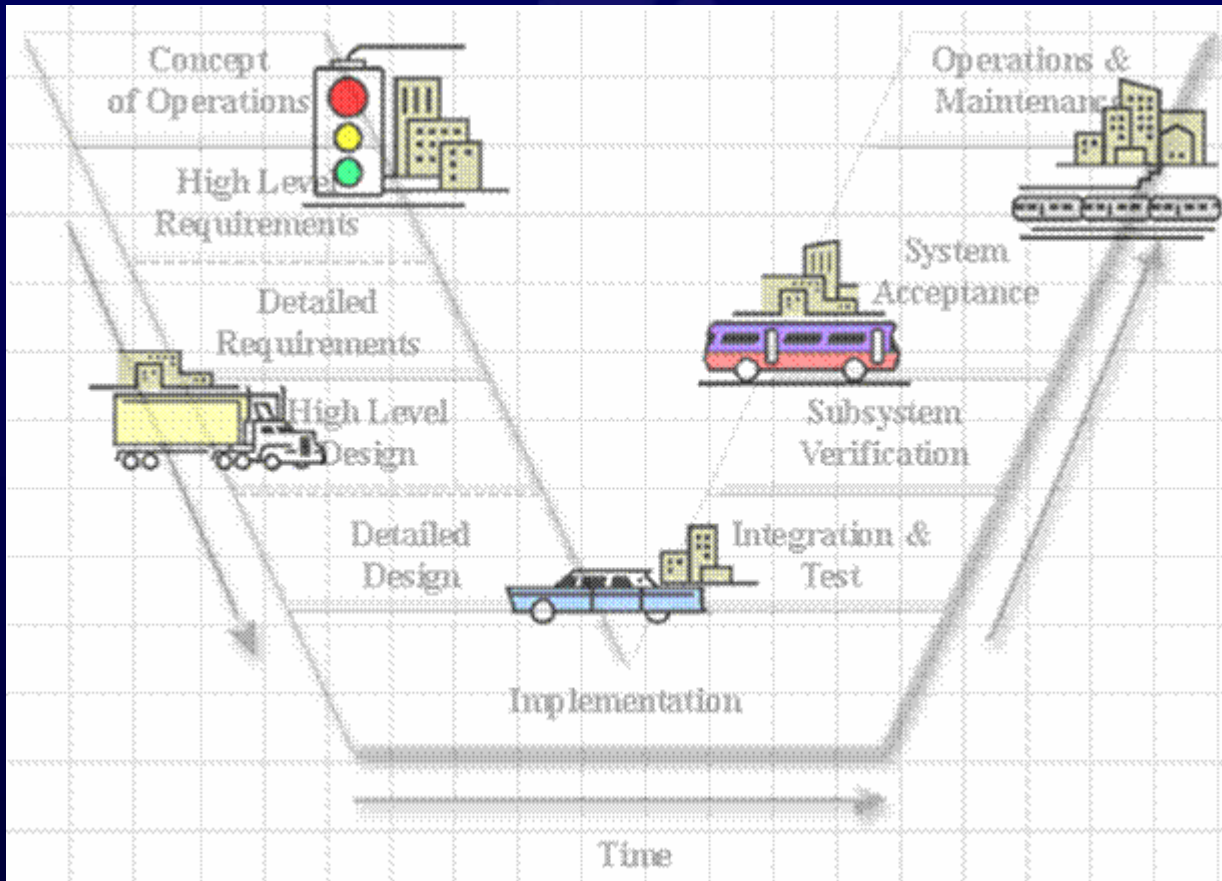 Concept
of Operations
High Level
Requirements
Detailed
Requirements
High Level
Design
Detailed
Design
Implementation
Integration &
Test
Subsystem
Verification
System
Acceptance
Operations &
Maintenance
Time